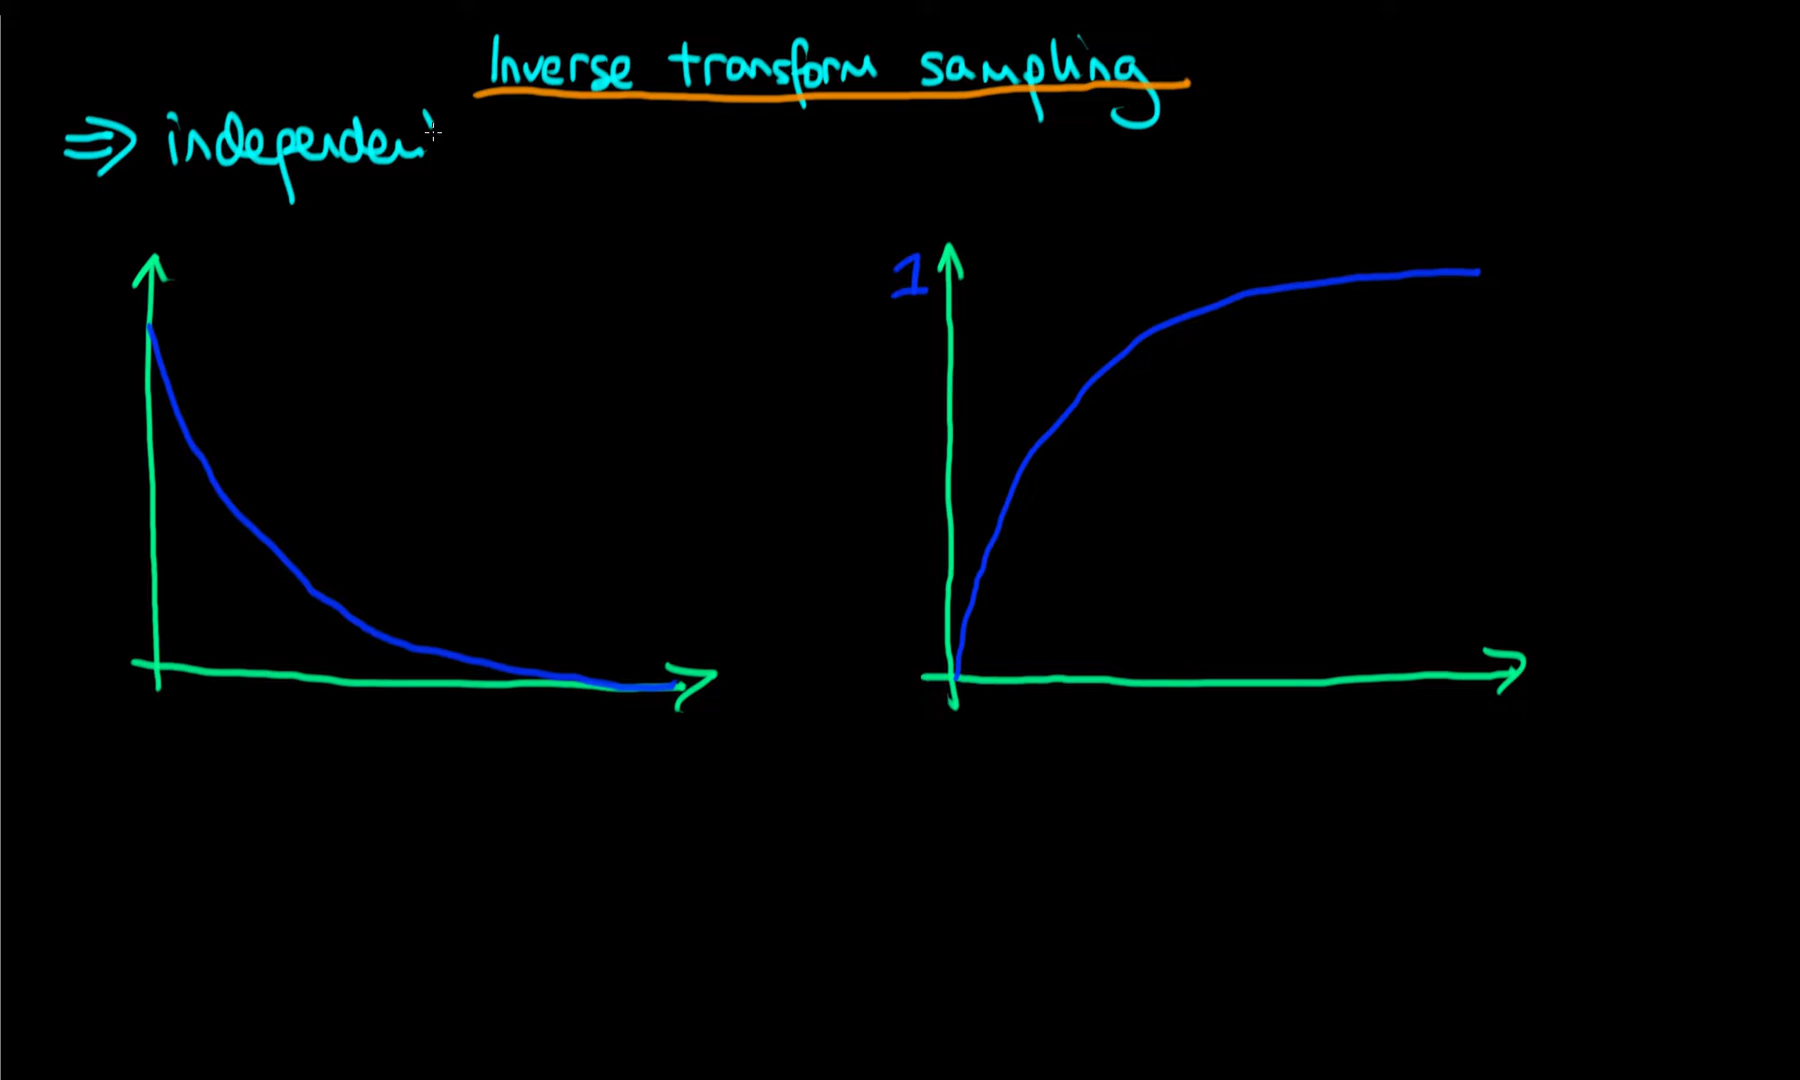 Inverse transform sampling
⇒ independen
1